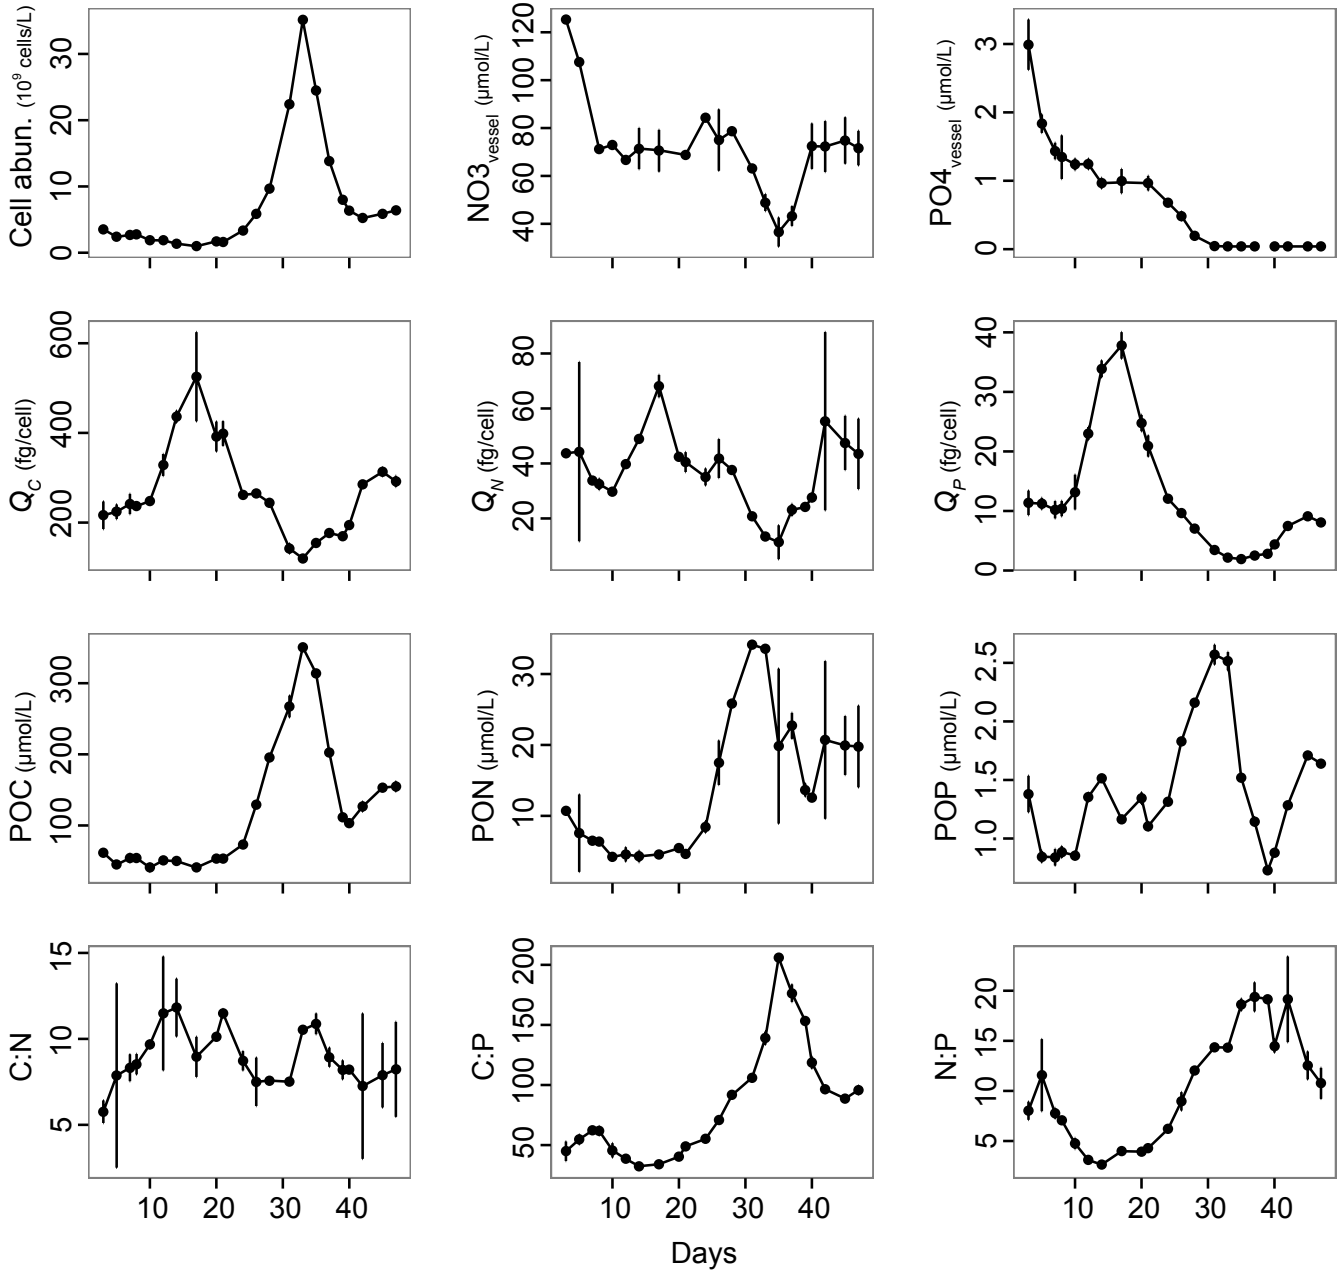 Cell abun. (10⁹ cells/L)
0 10 20 30
NO3vessel (µmol/L)
40 60 80 100 120
PO4vessel (µmol/L)
0 1 2 3
QC (fg/cell)
200 400 600
QN (fg/cell)
20 40 60 80
QP (fg/cell)
0 10 20 30 40
POC (µmol/L)
100 200 300
PON (µmol/L)
10 20 30
POP (µmol/L)
1.0 1.5 2.0 2.5
C:N
5 10 15
C:P
50 100 150 200
N:P
5 10 15 20
10 20 30 40
10 20 30 40
10 20 30 40
Days